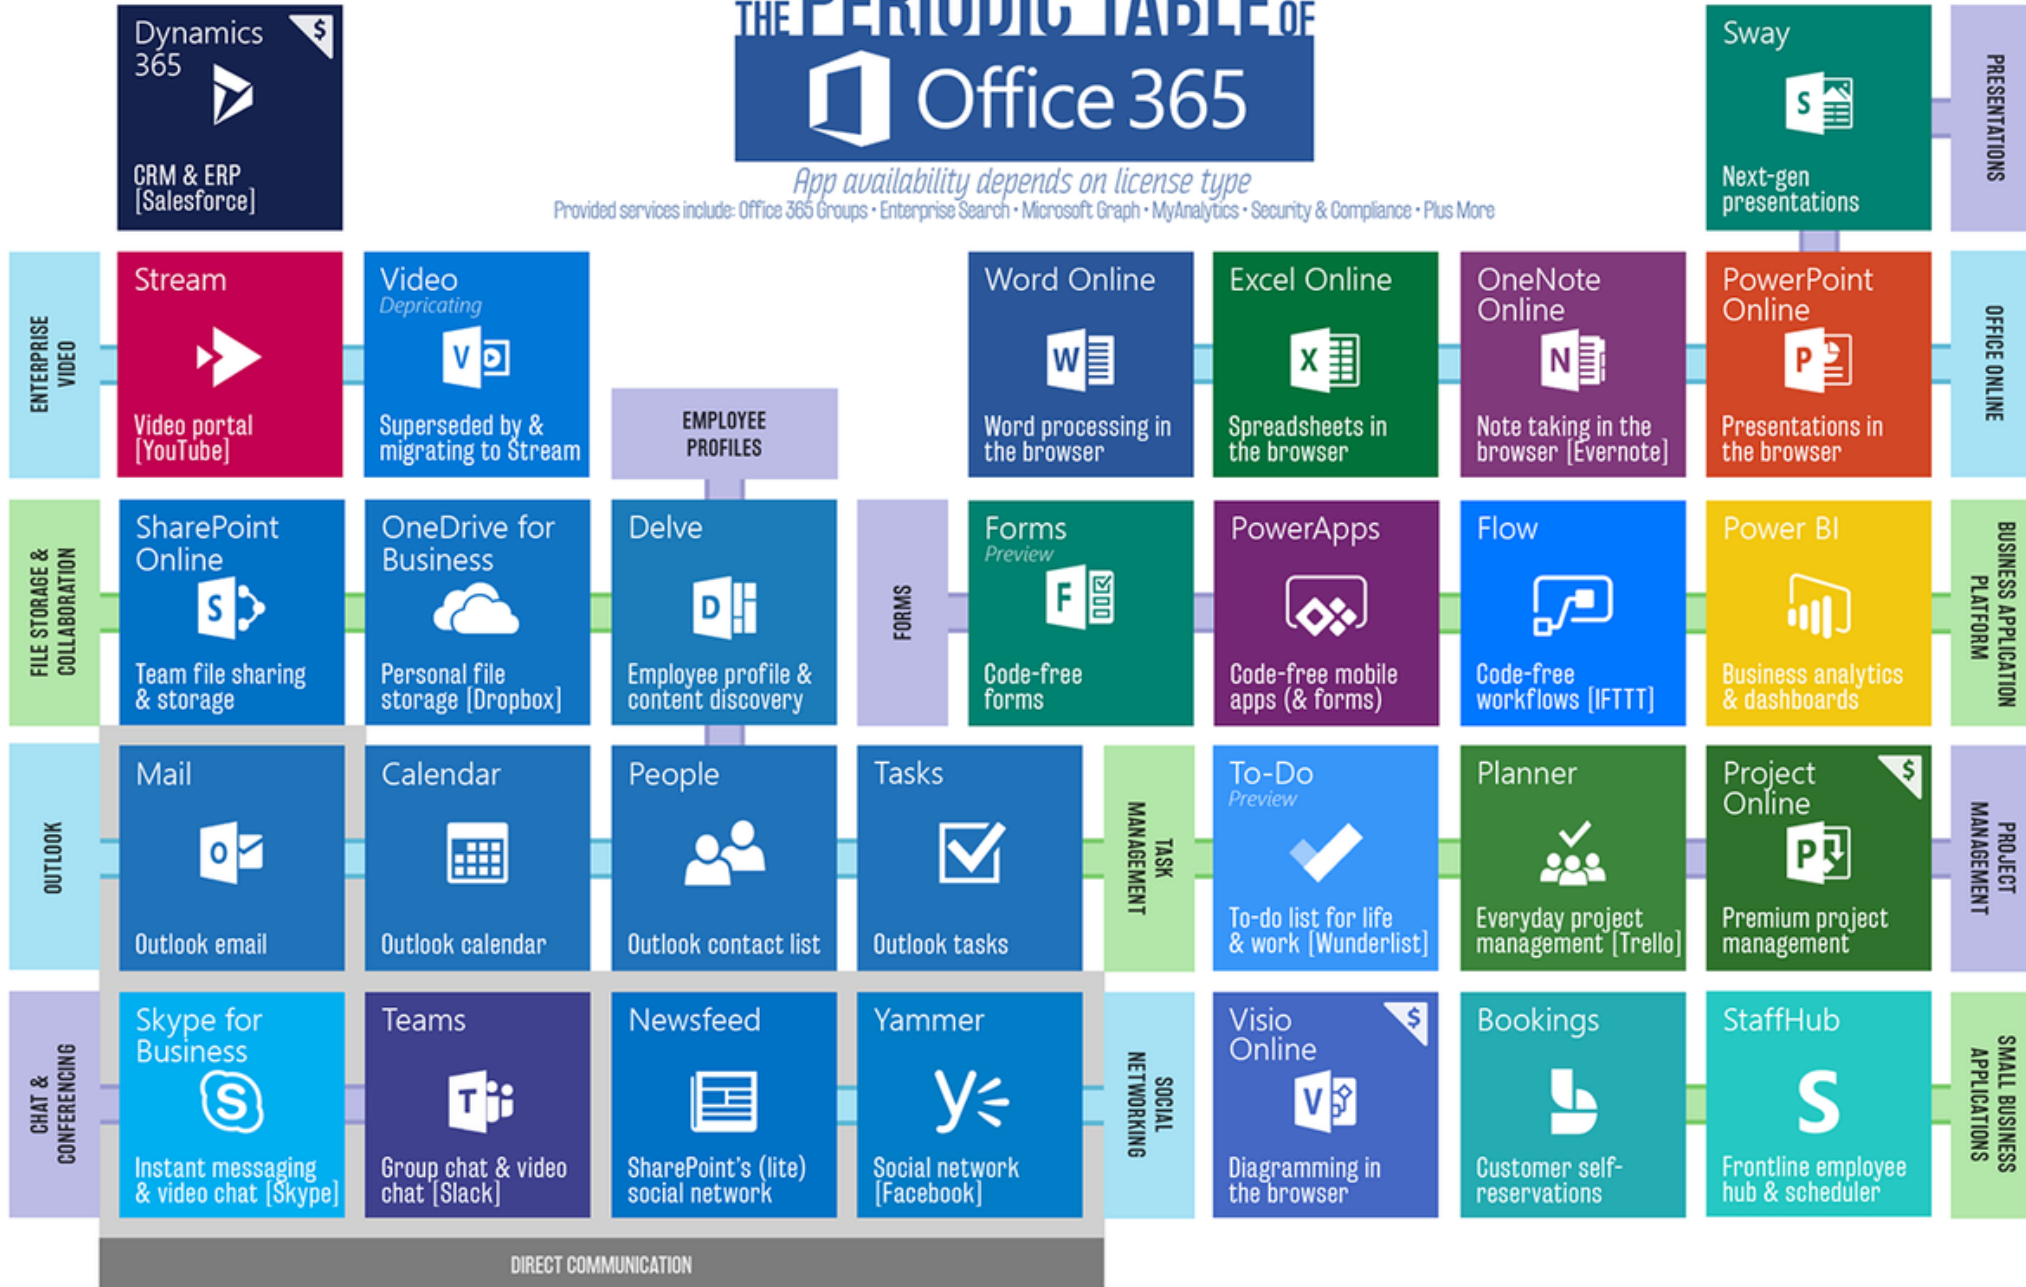 THE PERIODIC TABLE OF
Office 365
App availability depends on license type
Provided services include: Office 365 Groups • Enterprise Search • Microsoft Graph • MyAnalytics • Security & Compliance • Plus More
Dynamics
365
$
CRM & ERP
[Salesforce]
Sway
S
Next-gen
presentations
PRESENTATIONS
ENTERPRISE
VIDEO
Stream
Video portal
[YouTube]
Video
Depricating
V
Superseded by &
migrating to Stream
EMPLOYEE
PROFILES
Word Online
W
Word processing in
the browser
Excel Online
X
Spreadsheets in
the browser
OneNote
Online
N
Note taking in the
browser [Evernote]
PowerPoint
Online
P
Presentations in
the browser
OFFICE ONLINE
FILE STORAGE &
COLLABORATION
SharePoint
Online
S
Team file sharing
& storage
OneDrive for
Business
Personal file
storage [Dropbox]
Delve
D
Employee profile &
content discovery
FORMS
Forms
Preview
F
Code-free
forms
PowerApps
Code-free mobile
apps (& forms)
Flow
Code-free
workflows [IFTTT]
Power BI
Business analytics
& dashboards
BUSINESS APPLICATION
PLATFORM
OUTLOOK
Mail
O
Outlook email
Calendar
Outlook calendar
People
Outlook contact list
Tasks
Outlook tasks
TASK
MANAGEMENT
To-Do
Preview
To-do list for life
& work [Wunderlist]
Planner
Everyday project
management [Trello]
Project
Online
$
P
Premium project
management
PROJECT
MANAGEMENT
CHAT &
CONFERENCING
Skype for
Business
S
Instant messaging
& video chat [Skype]
Teams
T
Group chat & video
chat [Slack]
Newsfeed
SharePoint's (lite)
social network
Yammer
y
Social network
[Facebook]
SOCIAL
NETWORKING
Visio
Online
$
V
Diagramming in
the browser
Bookings
b
Customer self-
reservations
StaffHub
S
Frontline employee
hub & scheduler
SMALL BUSINESS
APPLICATIONS
DIRECT COMMUNICATION